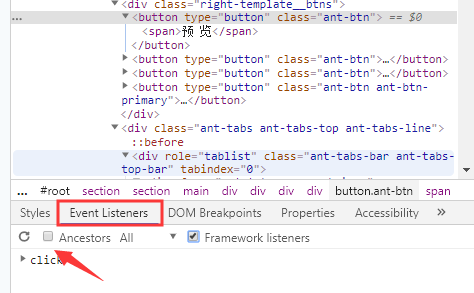 <div class="right-template__btns">
... ▼<button type="button" class="ant-btn"> == $0
<span>预 览</span>
</button>
▶<button type="button" class="ant-btn">…</button>
▶<button type="button" class="ant-btn">…</button>
▶<button type="button" class="ant-btn ant-btn-
primary">…</button>
</div>
▼<div class="ant-tabs ant-tabs-top ant-tabs-line">
::before
▼<div role="tablist" class="ant-tabs-bar ant-tabs-
top-bar" tabindex="0">
... #root section section main div div div button.ant-btn span
Styles Event Listeners DOM Breakpoints Properties Accessibility »
Ancestors All ▼ Framework listeners
▶ click